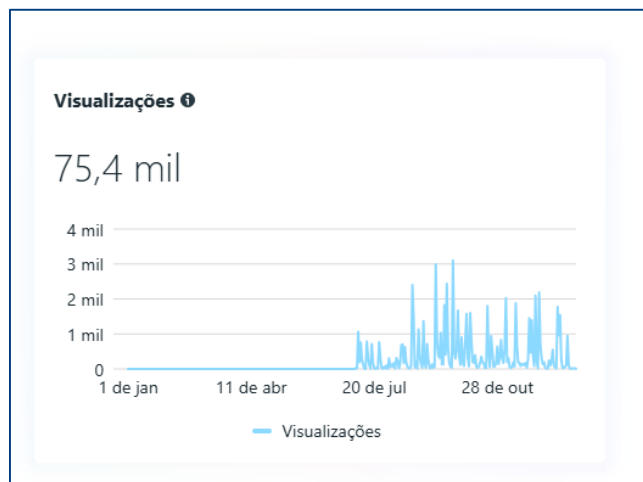 Visualizações
75,4 mil
4 mil
3 mil
2 mil
1 mil
0
1 de jan 11 de abr 20 de jul 28 de out
Visualizações